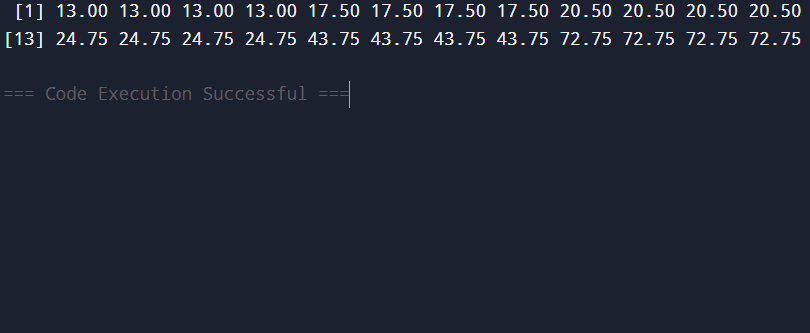 [1] 13.00 13.00 13.00 13.00 17.50 17.50 17.50 17.50 20.50 20.50 20.50 20.50
[13] 24.75 24.75 24.75 24.75 43.75 43.75 43.75 43.75 72.75 72.75 72.75 72.75
=== Code Execution Successful ===